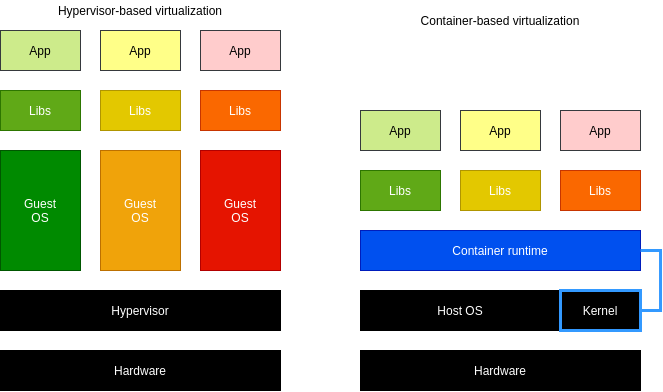 Hypervisor-based virtualization
App
App
App
Libs
Libs
Libs
Guest
OS
Guest
OS
Guest
OS
Hypervisor
Hardware
Container-based virtualization
App
App
App
Libs
Libs
Libs
Container runtime
Host OS
Kernel
Hardware